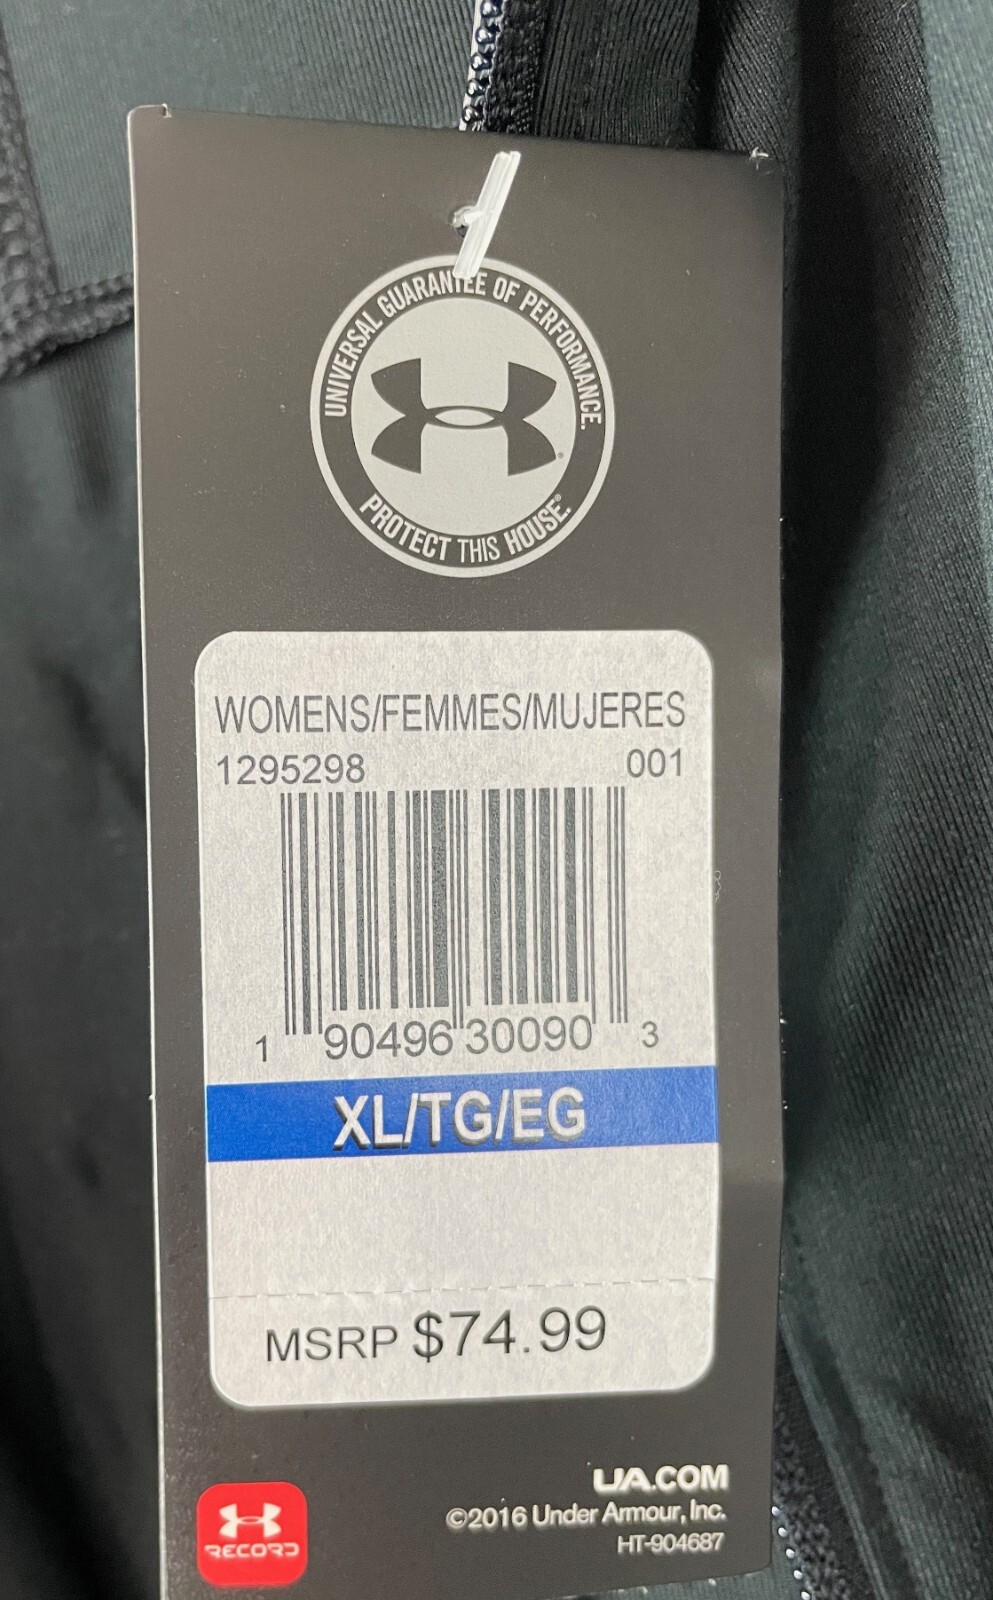 UNIVERSAL GUARANTEE OF PERFORMANCE.
PROTECT THIS HOUSE.®
WOMENS/FEMMES/MUJERES
1295298 001
1 90496 30090 3
XL/TG/EG
MSRP $74.99
UA.COM
©2016 Under Armour, Inc.
HT-904687
RECORD